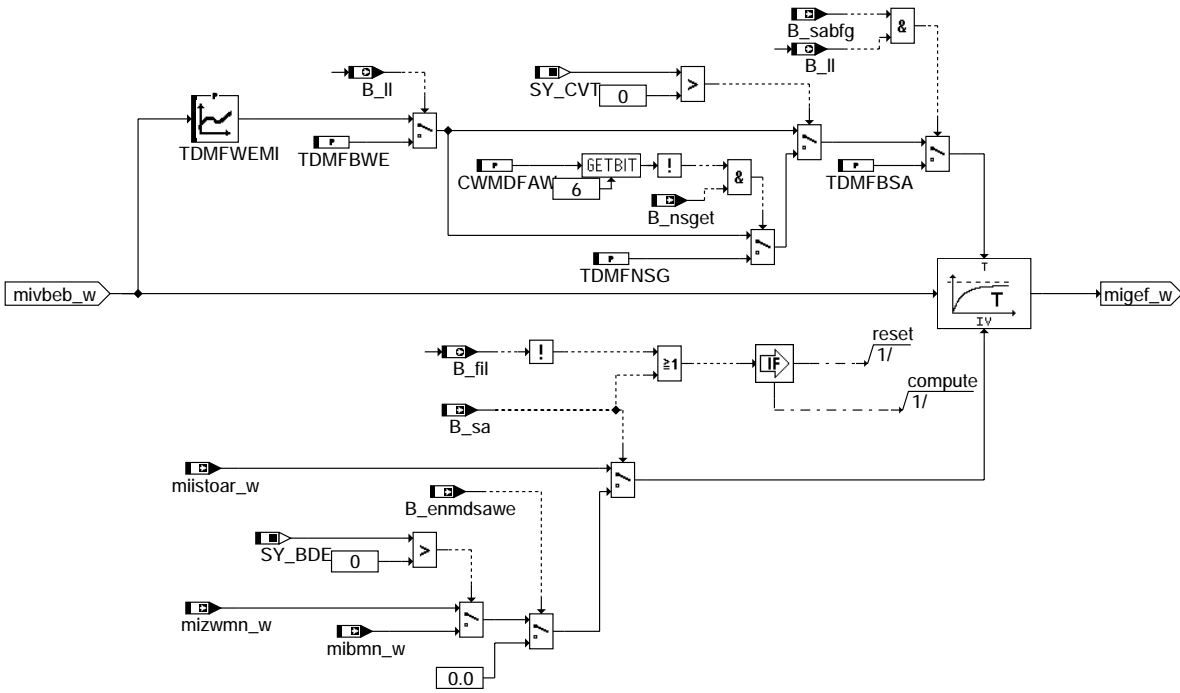 B_sabfg
&
B_ll
B_ll
SY_CVT
>
0
P
TDMFWEMI
P
TDMFBWE
P
CWMDFAW
GETBIT
!
6
&
B_nsget
P
TDMFBSA
P
TDMFNSG
mivbeb_w
T
T
IV
migef_w
B_fil
!
≥1
IF
reset
1/
compute
1/
B_sa
miistoar_w
B_enmdsawe
SY_BDE
>
0
mizwmn_w
mibmn_w
0.0